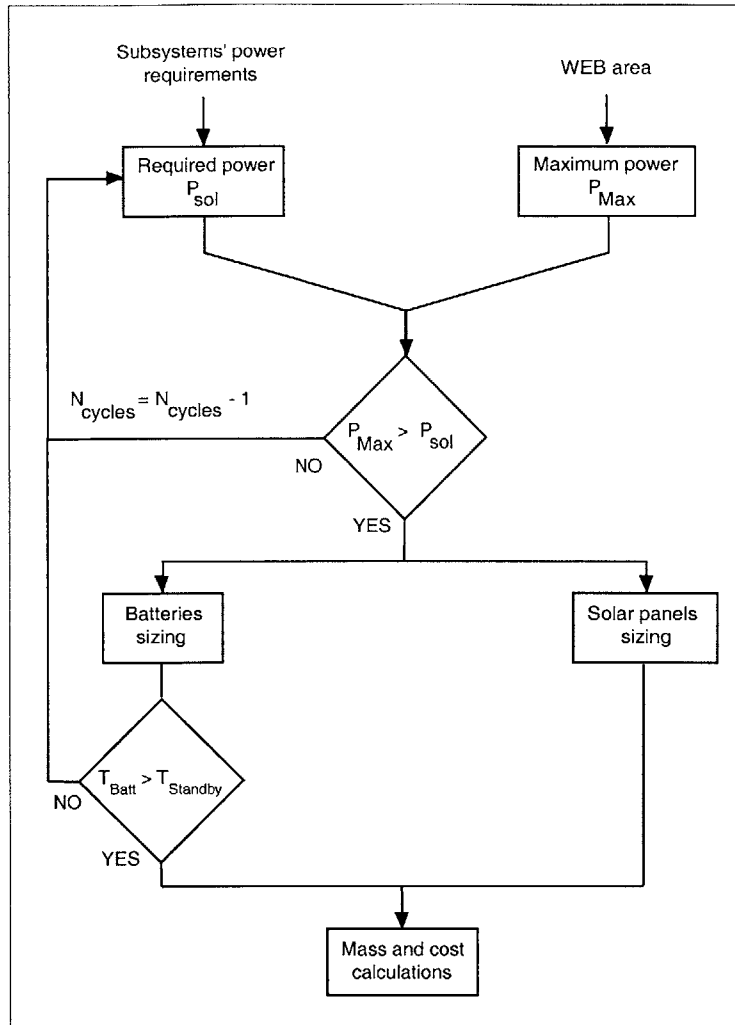 Subsystems' power
requirements
WEB area
Required power
P_sol
Maximum power
P_Max
N_cycles = N_cycles - 1
P_Max > P_sol
NO
YES
Batteries
sizing
Solar panels
sizing
T_Batt > T_Standby
NO
YES
Mass and cost
calculations